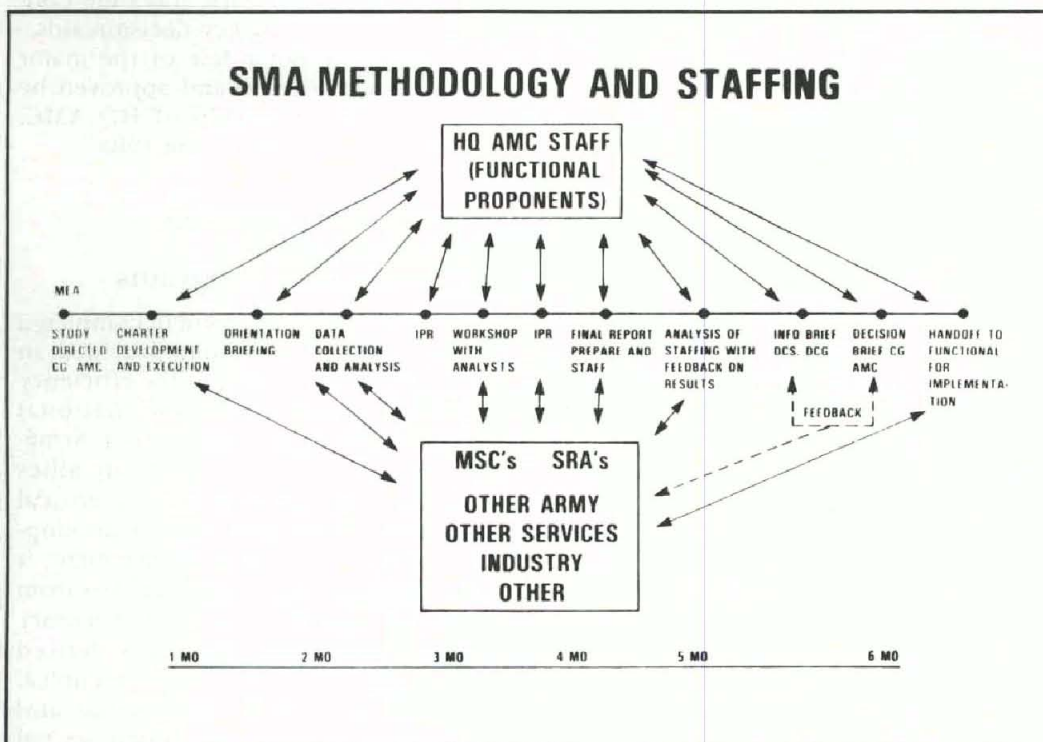 SMA METHODOLOGY AND STAFFING
HQ AMC STAFF
(FUNCTIONAL
PROPONENTS)
MEA
STUDY
DIRECTED
CG AMC
CHARTER
DEVELOPMENT
AND EXECUTION
ORIENTATION
BRIEFING
DATA
COLLECTION
AND ANALYSIS
IPR
WORKSHOP
WITH
ANALYSTS
IPR
FINAL REPORT
PREPARE AND
STAFF
ANALYSIS OF
STAFFING WITH
FEEDBACK ON
RESULTS
INFO BRIEF
DCS, DCG
DECISION
BRIEF CG
AMC
HANDOFF TO
FUNCTIONAL
FOR
IMPLEMENTA-
TION
FEEDBACK
MSC's SRA's
OTHER ARMY
OTHER SERVICES
INDUSTRY
OTHER
1 MO 2 MO 3 MO 4 MO 5 MO 6 MO